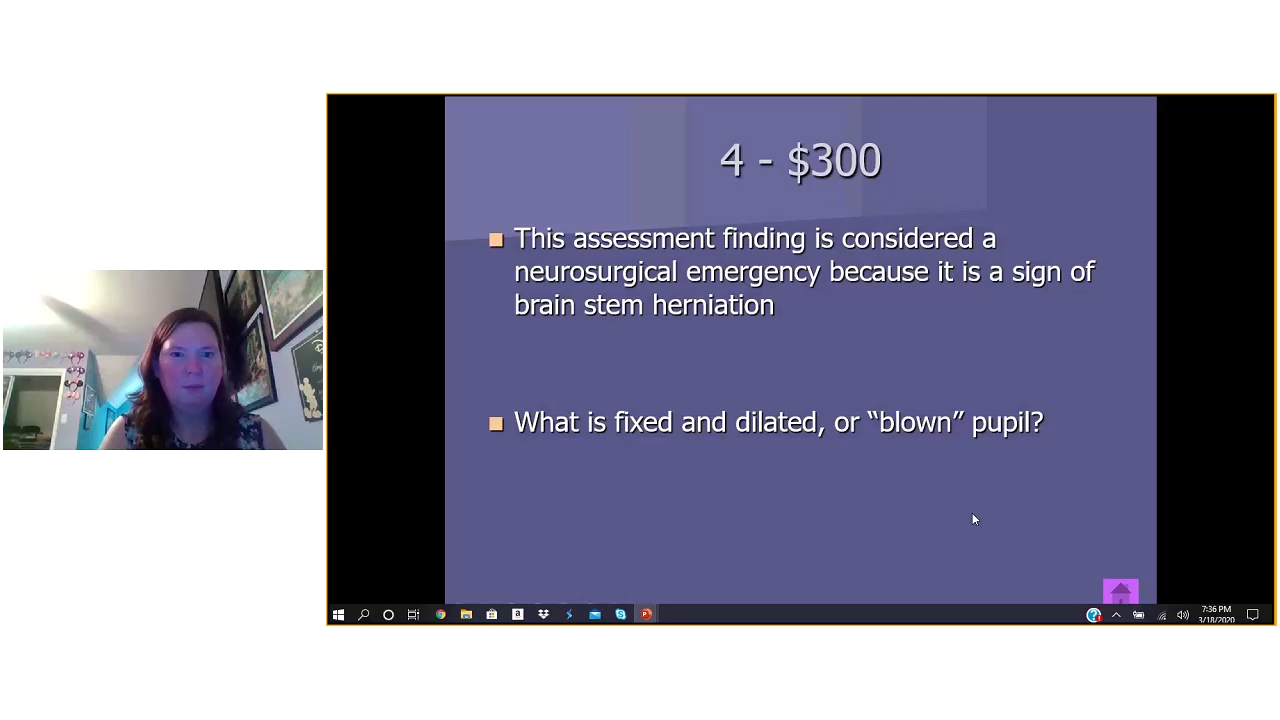 4 - $300
This assessment finding is considered a
neurosurgical emergency because it is a sign of
brain stem herniation
What is fixed and dilated, or “blown” pupil?
7:36 PM
3/18/2020